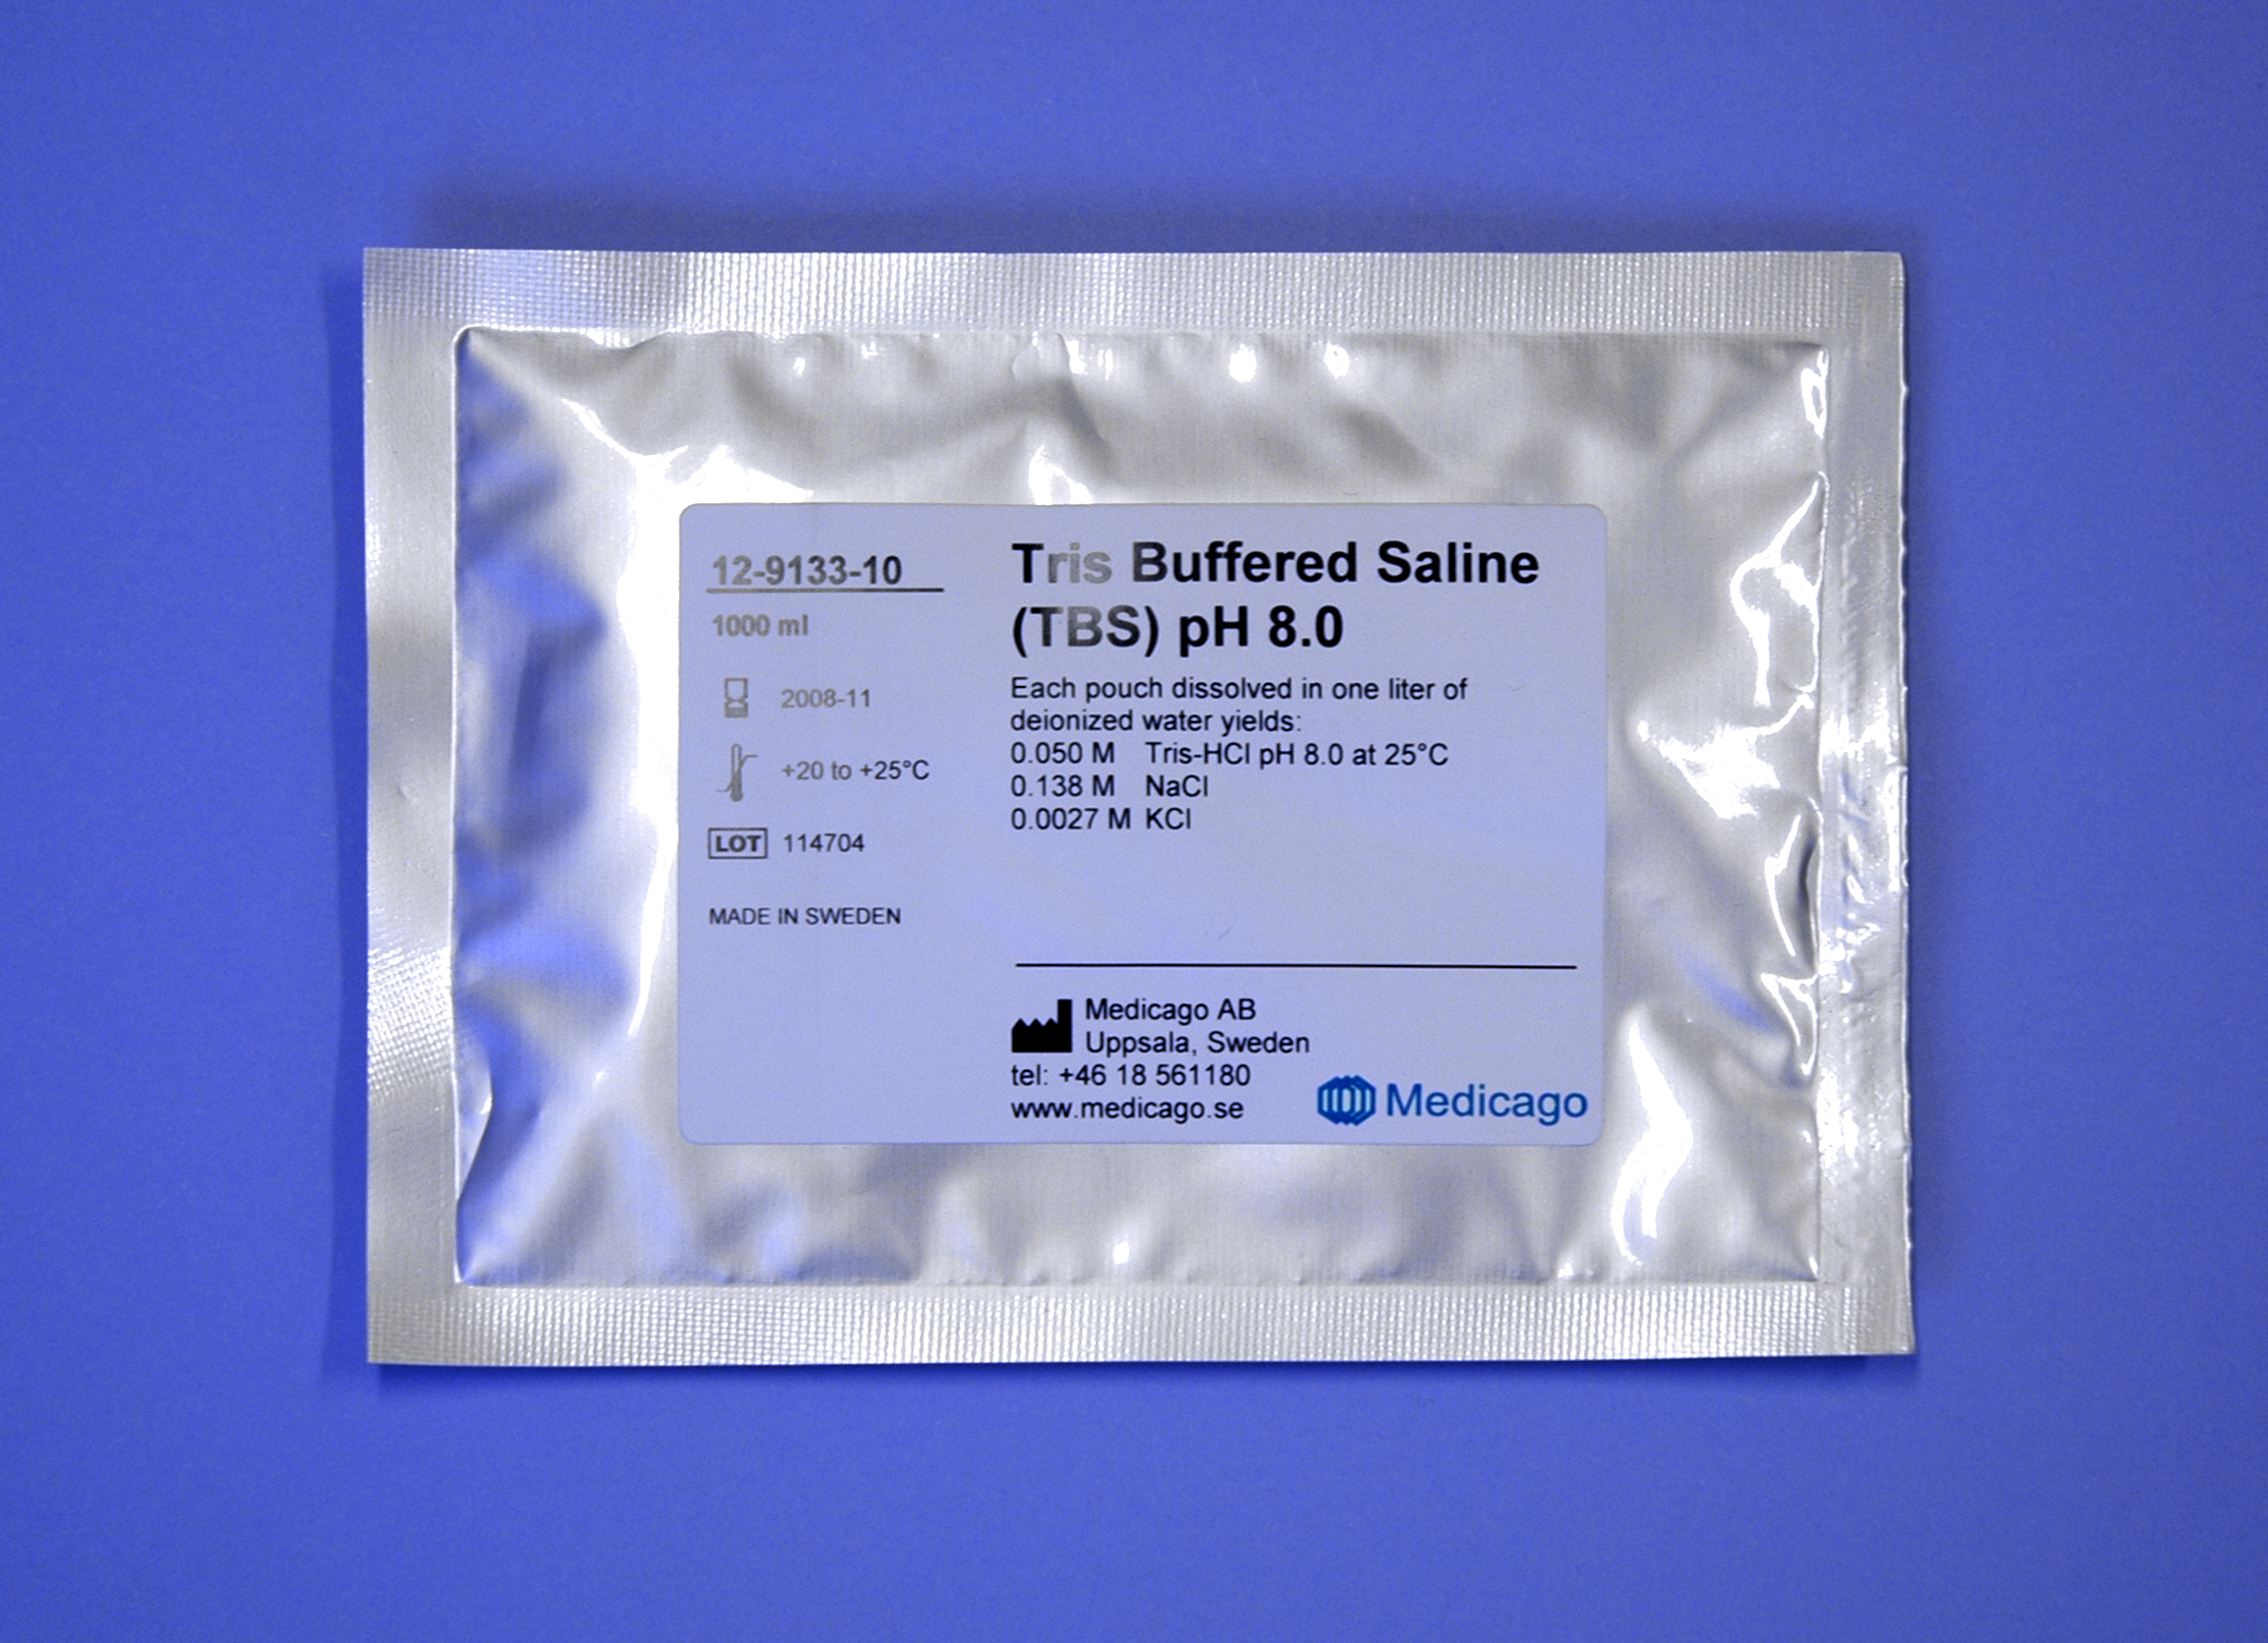 12-9133-10
1000 ml
2008-11
+20 to +25°C
LOT 114704
MADE IN SWEDEN
Tris Buffered Saline
(TBS) pH 8.0
Each pouch dissolved in one liter of
deionized water yields:
0.050 M Tris-HCl pH 8.0 at 25°C
0.138 M NaCl
0.0027 M KCl
Medicago AB
Uppsala, Sweden
tel: +46 18 561180
www.medicago.se
Medicago